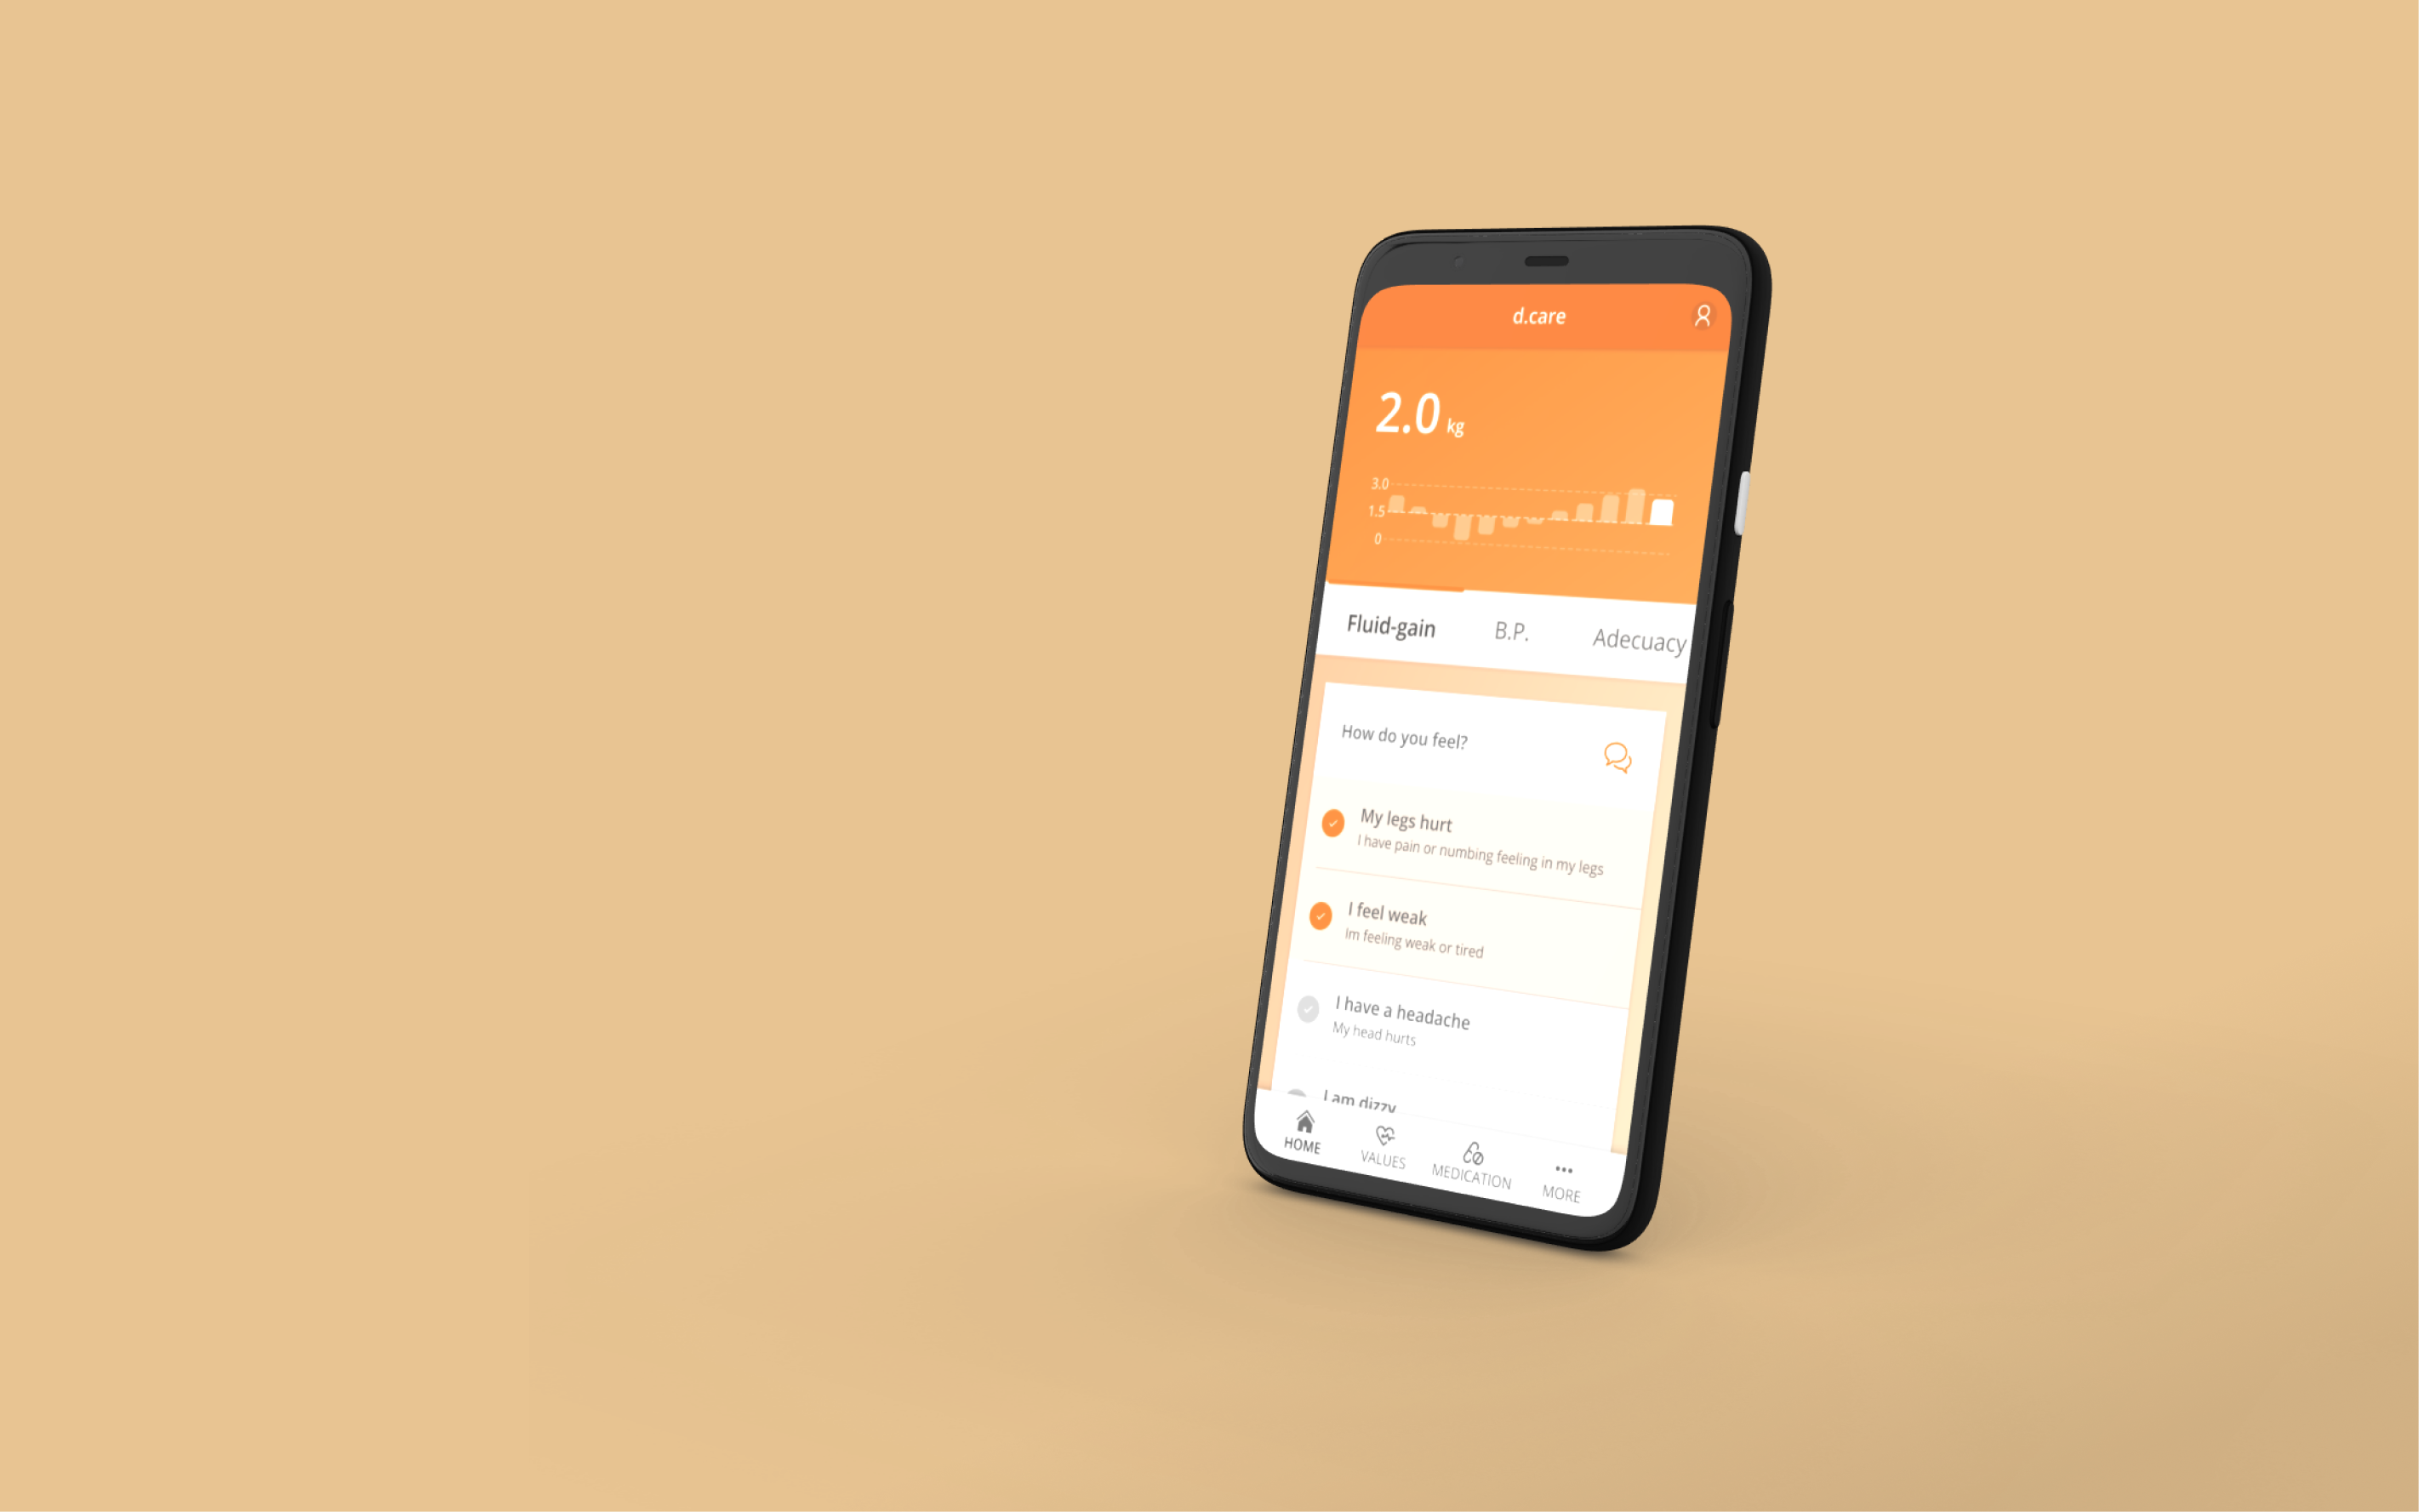 d.care
2.0 kg
3.0
1.5
0
Fluid-gain B.P. Adecuacy
How do you feel?
My legs hurt
I have pain or numbing feeling in my legs
I feel weak
Im feeling weak or tired
I have a headache
My head hurts
I am dizzy
HOME VALUES MEDICATION MORE